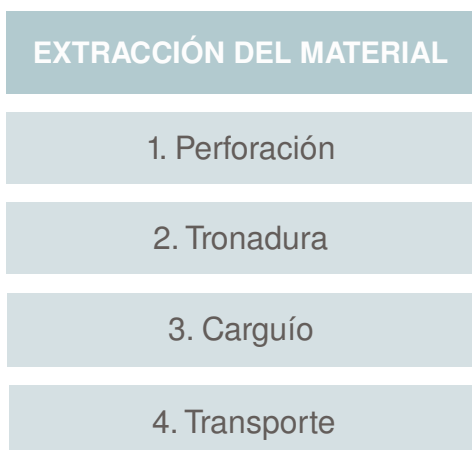 EXTRACCIÓN DEL MATERIAL
1. Perforación
2. Tronadura
3. Carguío
4. Transporte